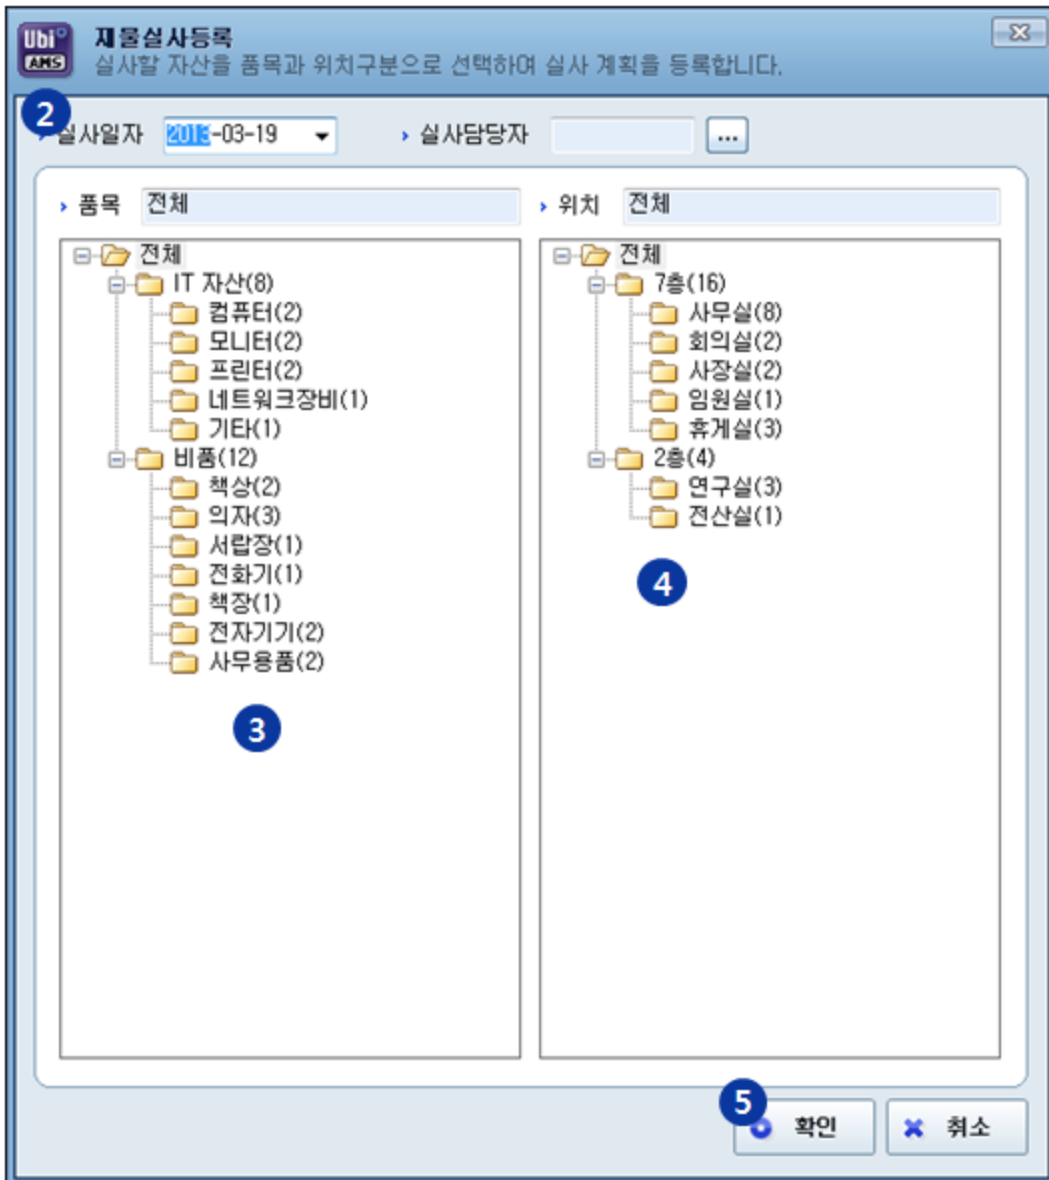 Ubi
AMS
재물실사등록
실사할 자산을 품목과 위치구분으로 선택하여 실사 계획을 등록합니다.
2
실사일자 2013-03-19 실사담당자 ...
품목 전체
위치 전체
전체
IT 자산(8)
컴퓨터(2)
모니터(2)
프린터(2)
네트워크장비(1)
기타(1)
비품(12)
책상(2)
의자(3)
서랍장(1)
전화기(1)
책장(1)
전자기기(2)
사무용품(2)
3
전체
7층(16)
사무실(8)
회의실(2)
사장실(2)
임원실(1)
휴게실(3)
2층(4)
연구실(3)
전산실(1)
4
5
확인 취소